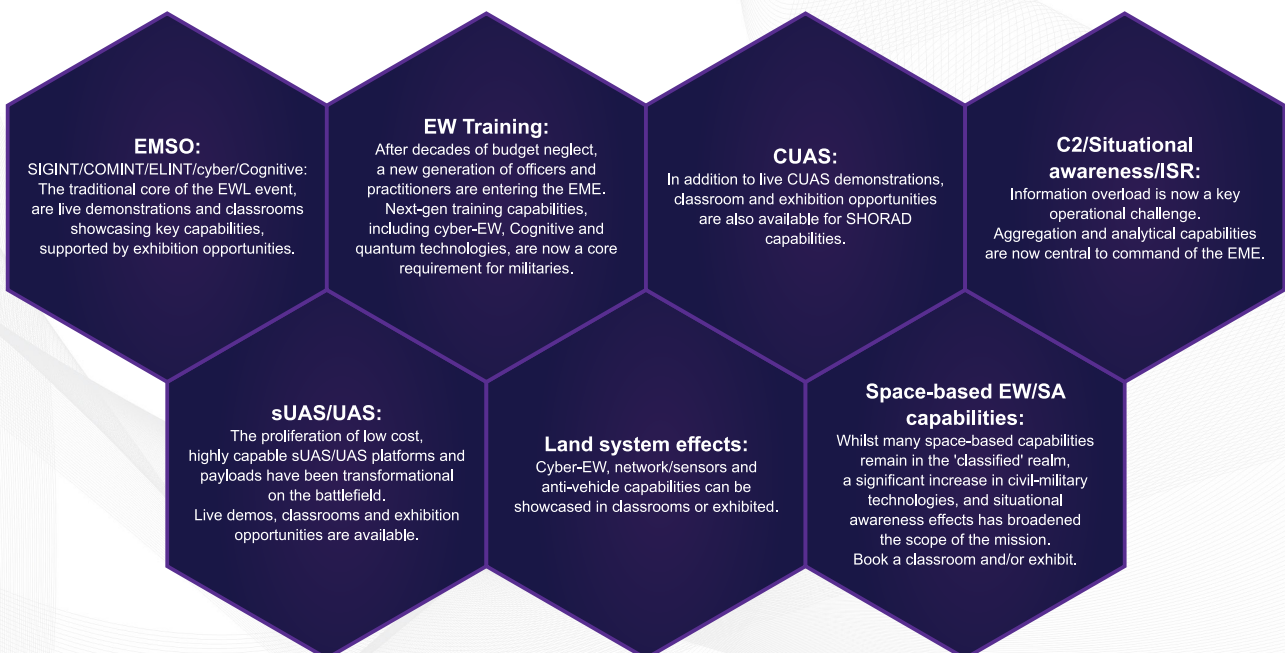 EMSO:
SIGINT/COMINT/ELINT/cyber/Cognitive:
The traditional core of the EWL event,
are live demonstrations and classrooms
showcasing key capabilities,
supported by exhibition opportunities.
EW Training:
After decades of budget neglect,
a new generation of officers and
practitioners are entering the EME.
Next-gen training capabilities,
including cyber-EW, Cognitive and
quantum technologies, are now a core
requirement for militaries.
CUAS:
In addition to live CUAS demonstrations,
classroom and exhibition opportunities
are also available for SHORAD
capabilities.
C2/Situational
awareness/ISR:
Information overload is now a key
operational challenge.
Aggregation and analytical capabilities
are now central to command of the EME.
sUAS/UAS:
The proliferation of low cost,
highly capable sUAS/UAS platforms and
payloads have been transformational
on the battlefield.
Live demos, classrooms and exhibition
opportunities are available.
Land system effects:
Cyber-EW, network/sensors and
anti-vehicle capabilities can be
showcased in classrooms or exhibited.
Space-based EW/SA
capabilities:
Whilst many space-based capabilities
remain in the 'classified' realm,
a significant increase in civil-military
technologies, and situational
awareness effects has broadened
the scope of the mission.
Book a classroom and/or exhibit.